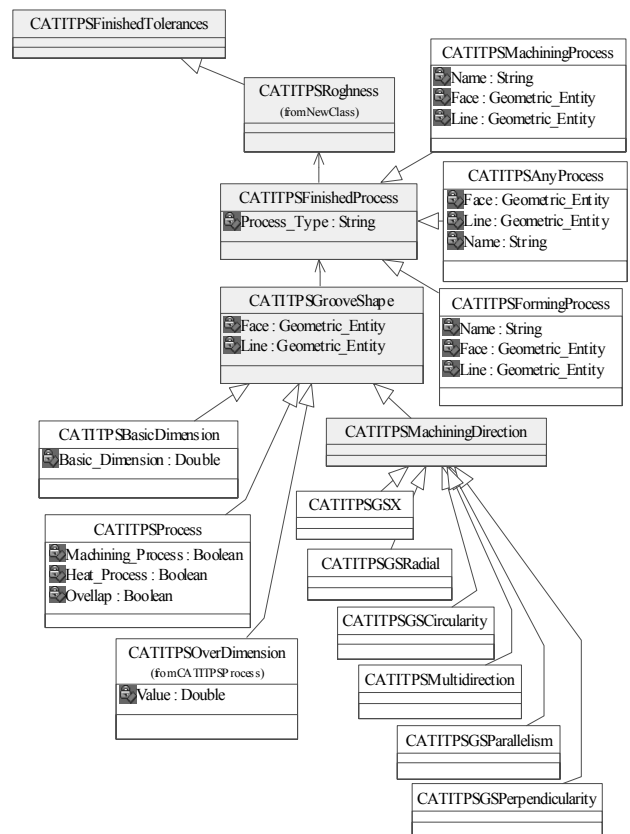 CATITPSFinishedTolerances
CATITPSRoghness
(fromNewClass)
CATITPSMachiningProcess
Name : String
Face : Geometric_Entity
Line : Geometric_Entity
CATITPSAnyProcess
Face : Geometric_Entity
Line : Geometric_Entity
Name : String
CATITPSFinishedProcess
Process_Type : String
CATITPSFormingProcess
Name : String
Face : Geometric_Entity
Line : Geometric_Entity
CATITPSGrooveShape
Face : Geometric_Entity
Line : Geometric_Entity
CATITPSBasicDimension
Basic_Dimension : Double
CATITPSMachiningDirection
CATITPSProcess
Machining_Process : Boolean
Heat_Process : Boolean
Ovellap : Boolean
CATITPSGSX
CATITPSGSRadial
CATITPSGSCircularity
CATITPSOverDimension
(fromCATITPSProcess)
Value : Double
CATITPSMultidirection
CATITPSGSParallelism
CATITPSGSPerpendicularity